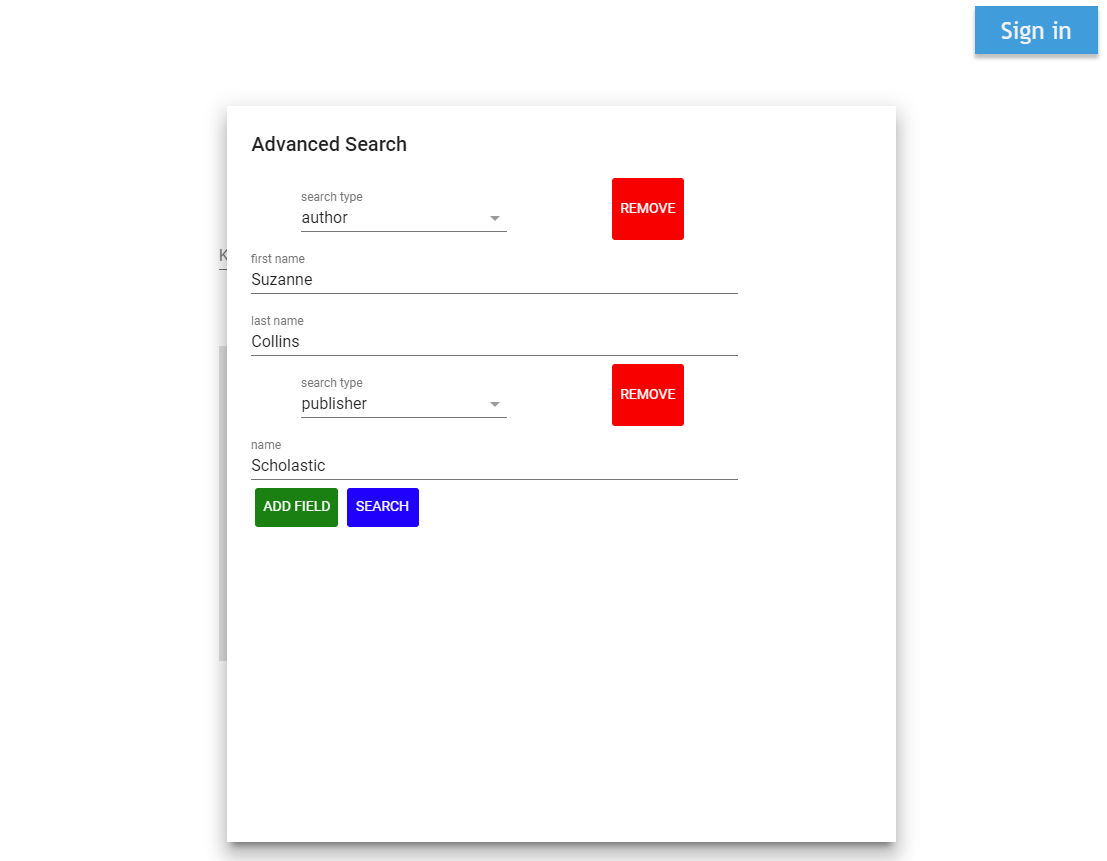 Sign in
Advanced Search
search type
author
REMOVE
K
first name
Suzanne
last name
Collins
search type
publisher
REMOVE
name
Scholastic
ADD FIELD SEARCH